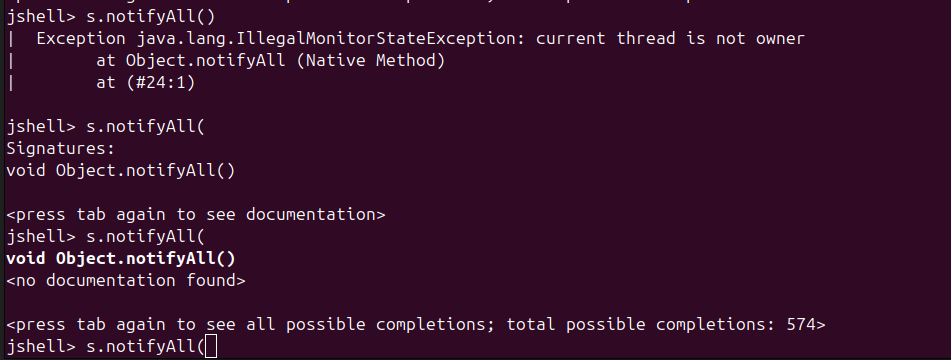 jshell> s.notifyAll()
|  Exception java.lang.IllegalMonitorStateException: current thread is not owner
|        at Object.notifyAll (Native Method)
|        at (#24:1)
jshell> s.notifyAll(
Signatures:
void Object.notifyAll()
<press tab again to see documentation>
jshell> s.notifyAll(
void Object.notifyAll()
<no documentation found>
<press tab again to see all possible completions; total possible completions: 574>
jshell> s.notifyAll(